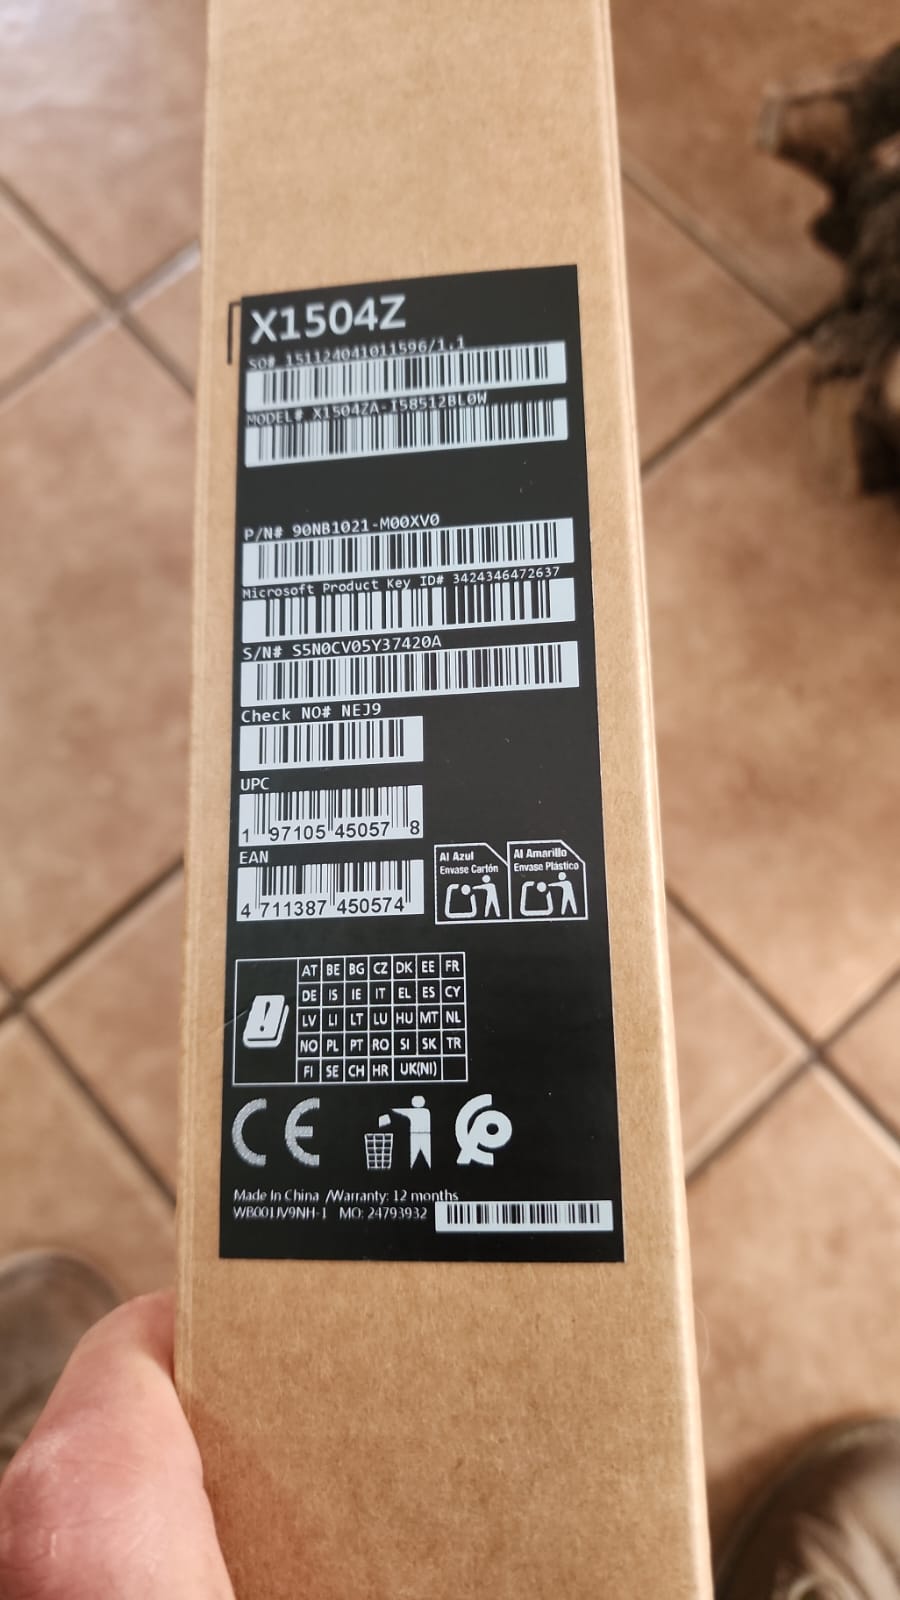 X1504Z
SO# 151124041011596/1.1
MODEL# X1504ZA-I58512BL0W
P/N# 90NB1021-M00XV0
Microsoft Product Key ID# 3424346472637
S/N# S5N0CV05Y37420A
Check NO# NEJ9
UPC
1 97105 45057 8
EAN
4 711387 450574
Al Azul
Envase Cartón
Al Amarillo
Envase Plástico
AT BE BG CZ DK EE FR
DE IS IE IT EL ES CY
LV LI LT LU HU MT NL
NO PL PT RO SI SK TR
FI SE CH HR UK(NI)
CE
Made In China /Warranty: 12 months
WB001JV9NH-1 MO: 24793932